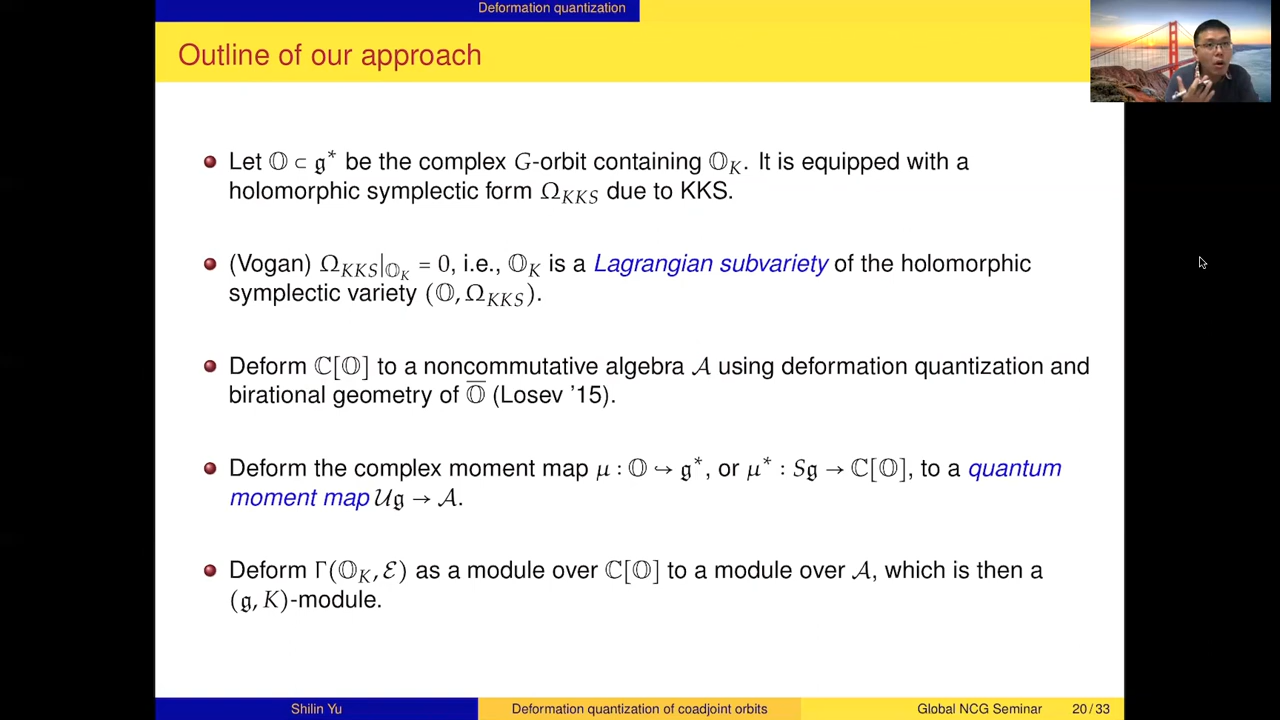 Deformation quantization
Outline of our approach
Let 𝕆 ⊂ 𝔤* be the complex G-orbit containing 𝕆_K. It is equipped with a
holomorphic symplectic form Ω_KKS due to KKS.
(Vogan) Ω_KKS|_𝕆_K = 0, i.e., 𝕆_K is a Lagrangian subvariety of the holomorphic
symplectic variety (𝕆, Ω_KKS).
Deform ℂ[𝕆] to a noncommutative algebra 𝒜 using deformation quantization and
birational geometry of 𝕆̅ (Losev '15).
Deform the complex moment map μ : 𝕆 ↪ 𝔤*, or μ* : S𝔤 → ℂ[𝕆], to a quantum
moment map 𝒰𝔤 → 𝒜.
Deform Γ(𝕆_K, ℰ) as a module over ℂ[𝕆] to a module over 𝒜, which is then a
(𝔤, K)-module.
Shilin Yu Deformation quantization of coadjoint orbits Global NCG Seminar 20 / 33